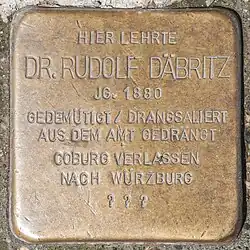 HIER LEHRTE
DR. RUDOLF DÄBRITZ
JG. 1880
GEDEMÜTIGT / DRANGSALIERT
AUS DEM AMT GEDRÄNGT
COBURG VERLASSEN
NACH WÜRZBURG
? ? ?